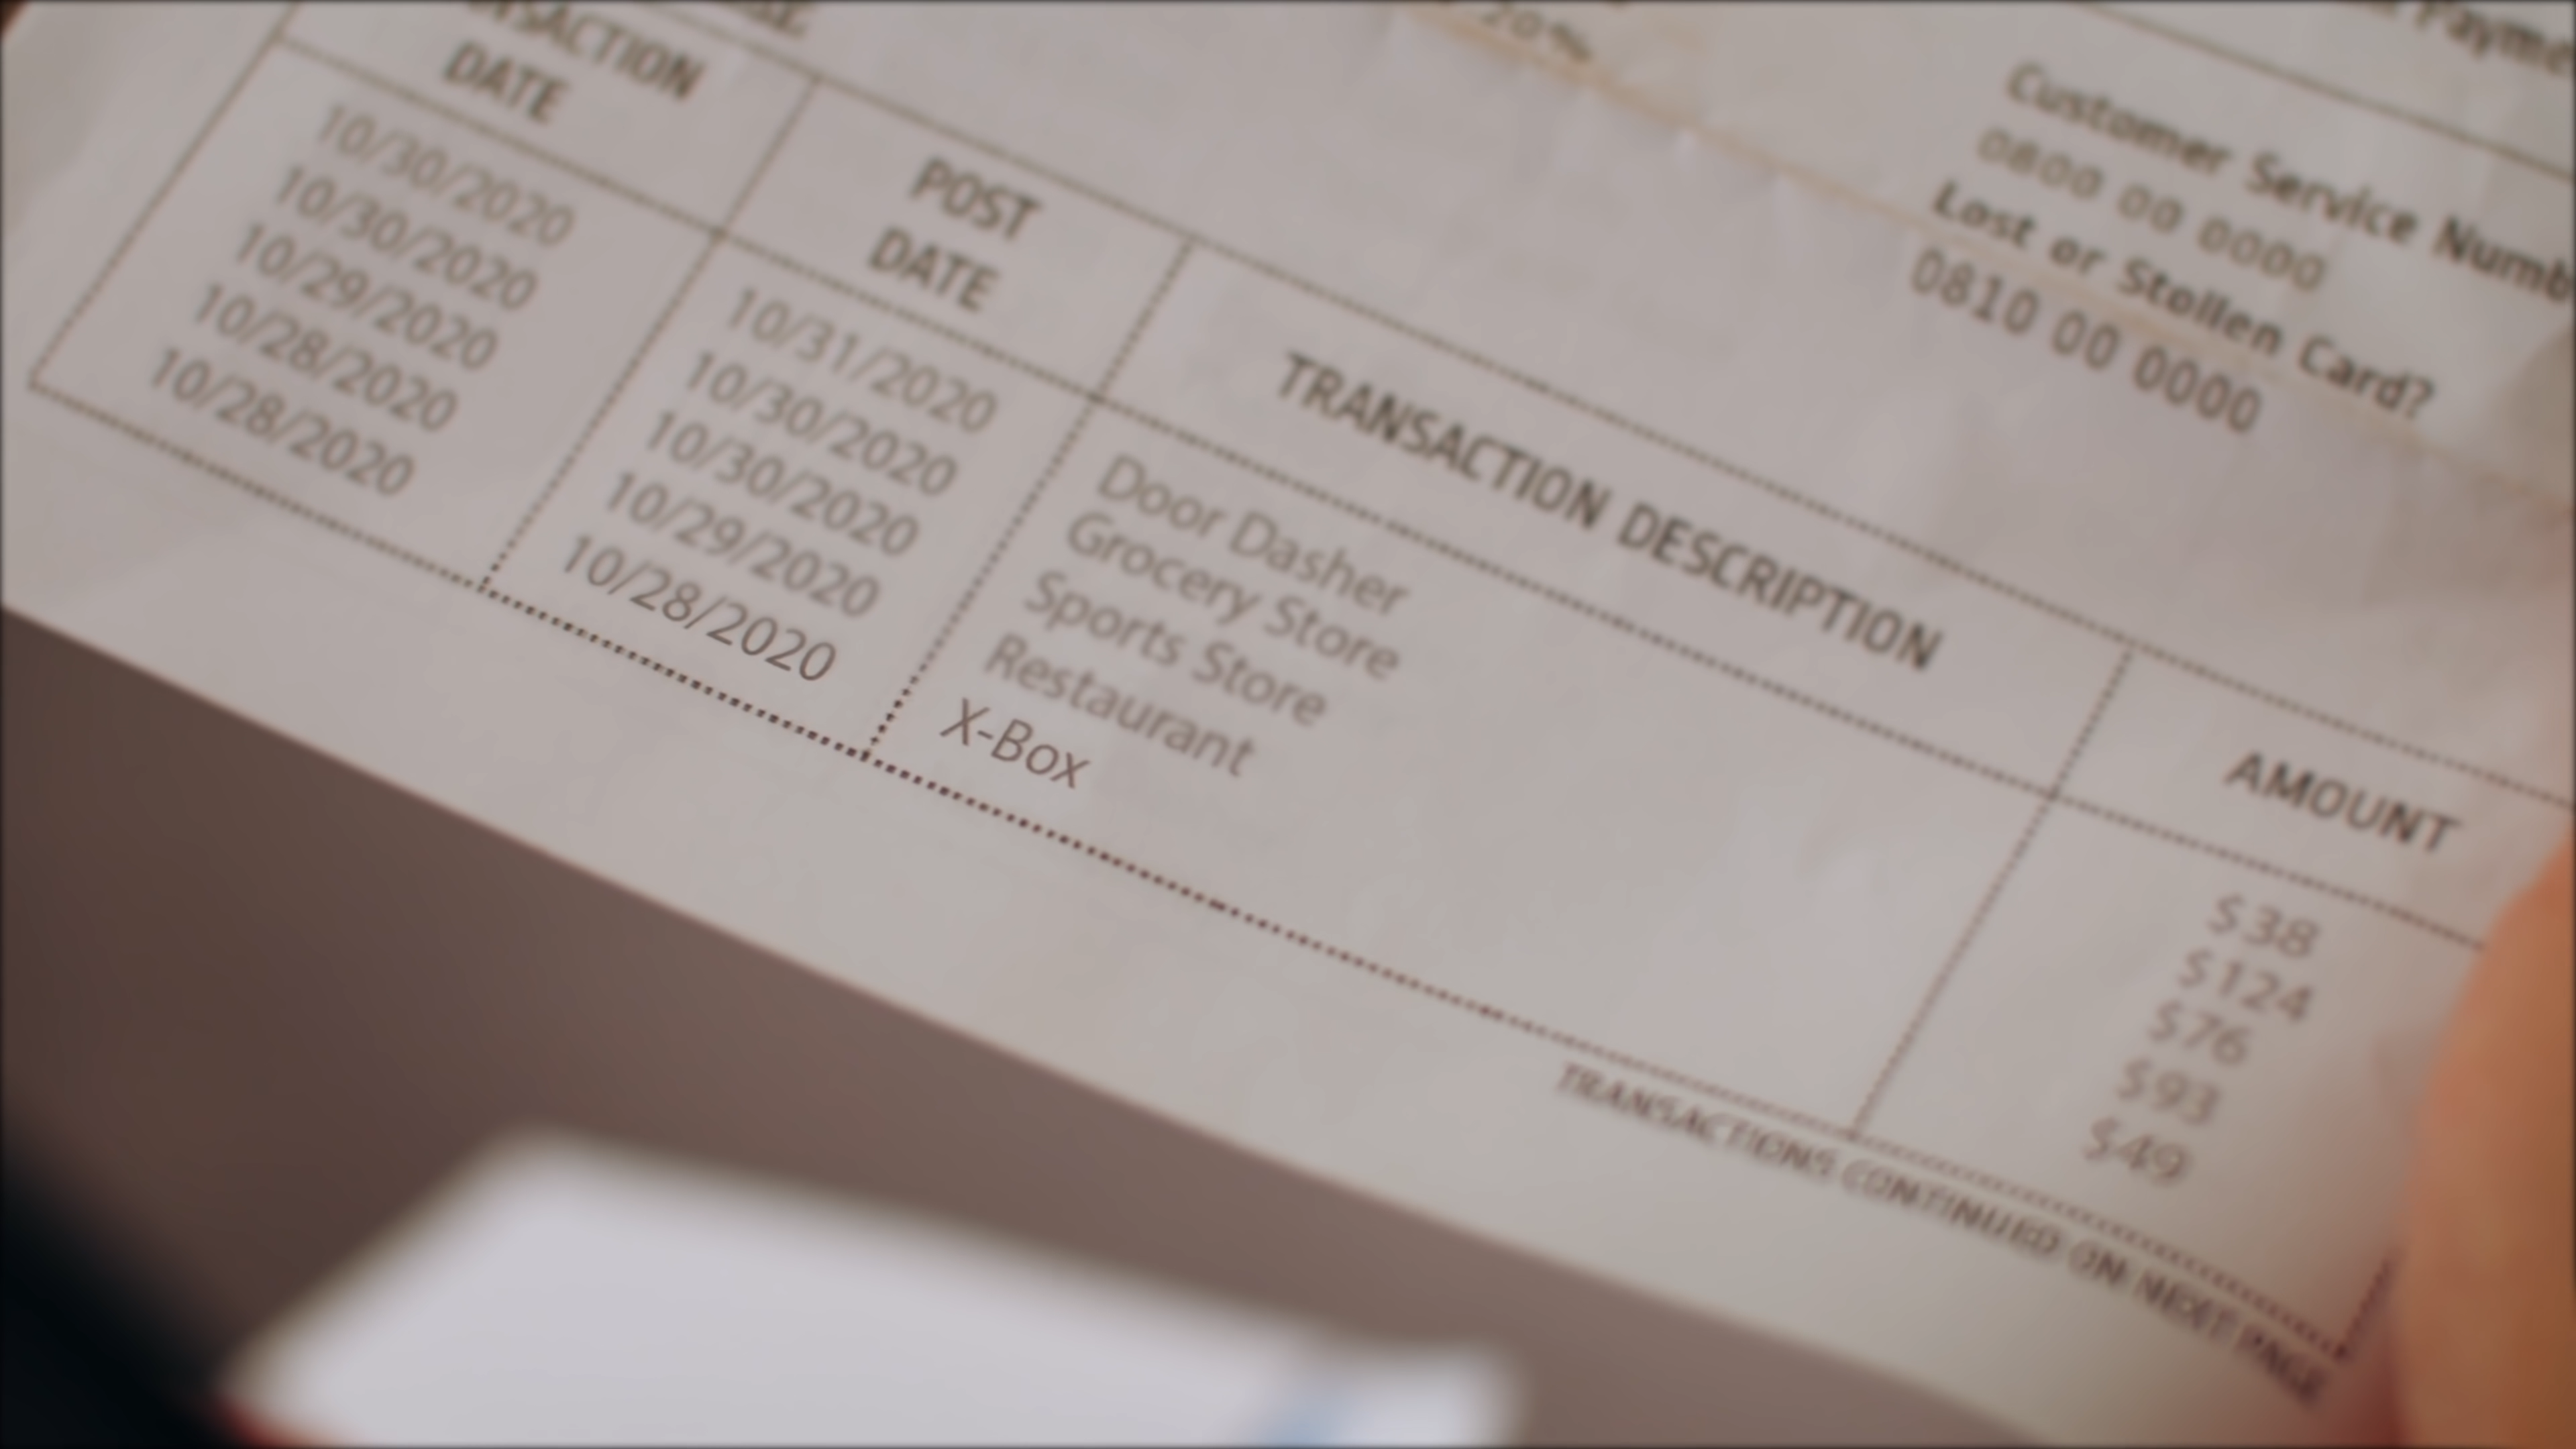 NSACTION
DATE
POST
DATE
TRANSACTION DESCRIPTION
AMOUNT
10/30/2020 10/31/2020 Door Dasher $38
10/30/2020 10/30/2020 Grocery Store $124
10/29/2020 10/30/2020 Sports Store $76
10/28/2020 10/29/2020 Restaurant $93
10/28/2020 10/28/2020 X-Box $49
TRANSACTIONS CONTINUED ON NEXT PAGE
20%
Payme
Customer Service Numb
0800 00 0000
Lost or Stollen Card?
0810 00 0000